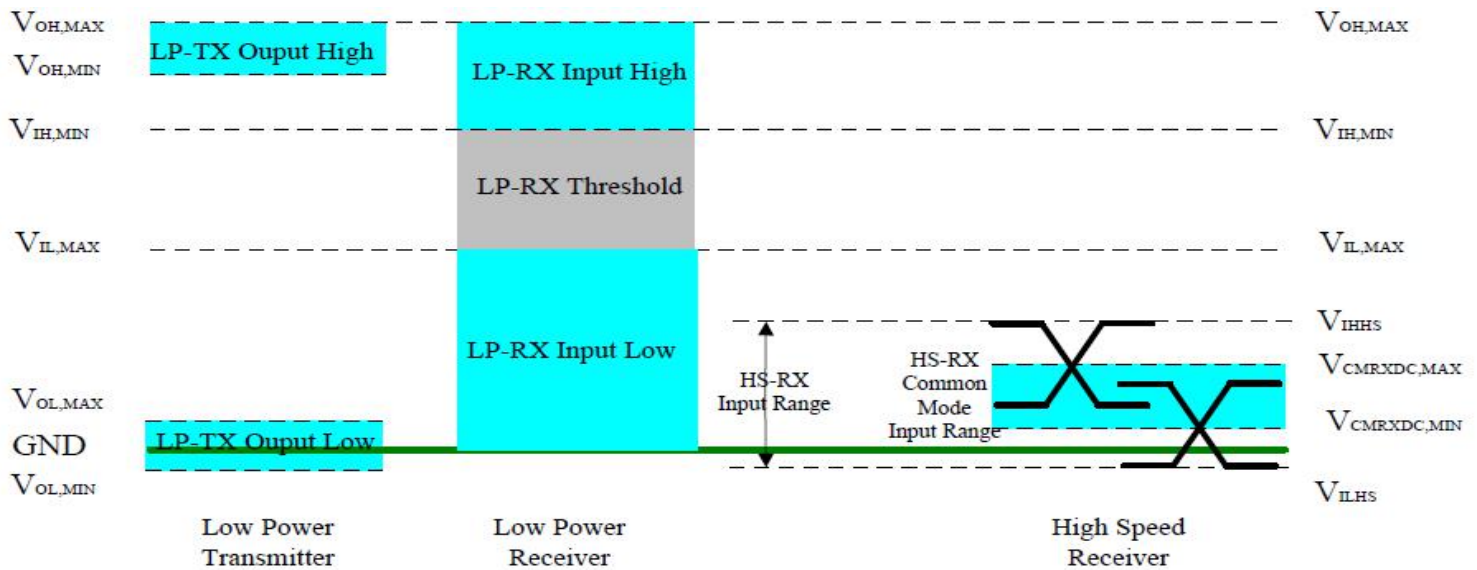 VOH,MAX
LP-TX Ouput High
VOH,MIN
VIH,MIN
VIL,MAX
VOL,MAX
LP-TX Ouput Low
GND
VOL,MIN
Low Power
Transmitter
LP-RX Input High
LP-RX Threshold
LP-RX Input Low
Low Power
Receiver
HS-RX
Input Range
HS-RX
Common
Mode
Input Range
High Speed
Receiver
VOH,MAX
VIH,MIN
VIL,MAX
VIHHS
VCMRXDC,MAX
VCMRXDC,MIN
VILHS